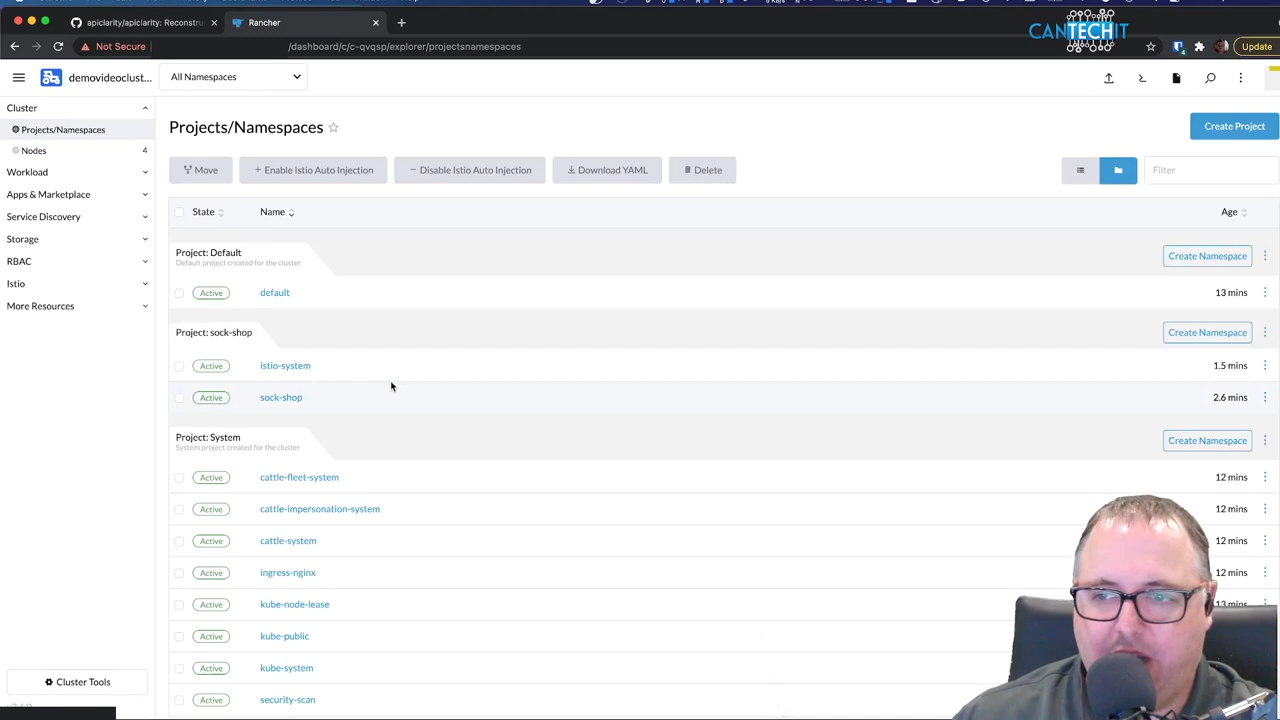 apiclarity/apiclarity: Reconstru
Rancher
Not Secure
/dashboard/c/c-qvqsp/explorer/projectsnamespaces
Update
CANTECHIT
demovideoclust...
All Namespaces
Cluster
Projects/Namespaces
Nodes 4
Workload
Apps & Marketplace
Service Discovery
Storage
RBAC
Istio
More Resources
Cluster Tools
Projects/Namespaces
Create Project
Move
+ Enable Istio Auto Injection
− Disable Istio Auto Injection
Download YAML
Delete
Filter
State Name Age
Project: Default
Default project created for the cluster
Create Namespace
Active default 13 mins
Project: sock-shop
Create Namespace
Active istio-system 1.5 mins
Active sock-shop 2.6 mins
Project: System
System project created for the cluster
Create Namespace
Active cattle-fleet-system 12 mins
Active cattle-impersonation-system 12 mins
Active cattle-system 12 mins
Active ingress-nginx 12 mins
Active kube-node-lease 13 mins
Active kube-public
Active kube-system
Active security-scan